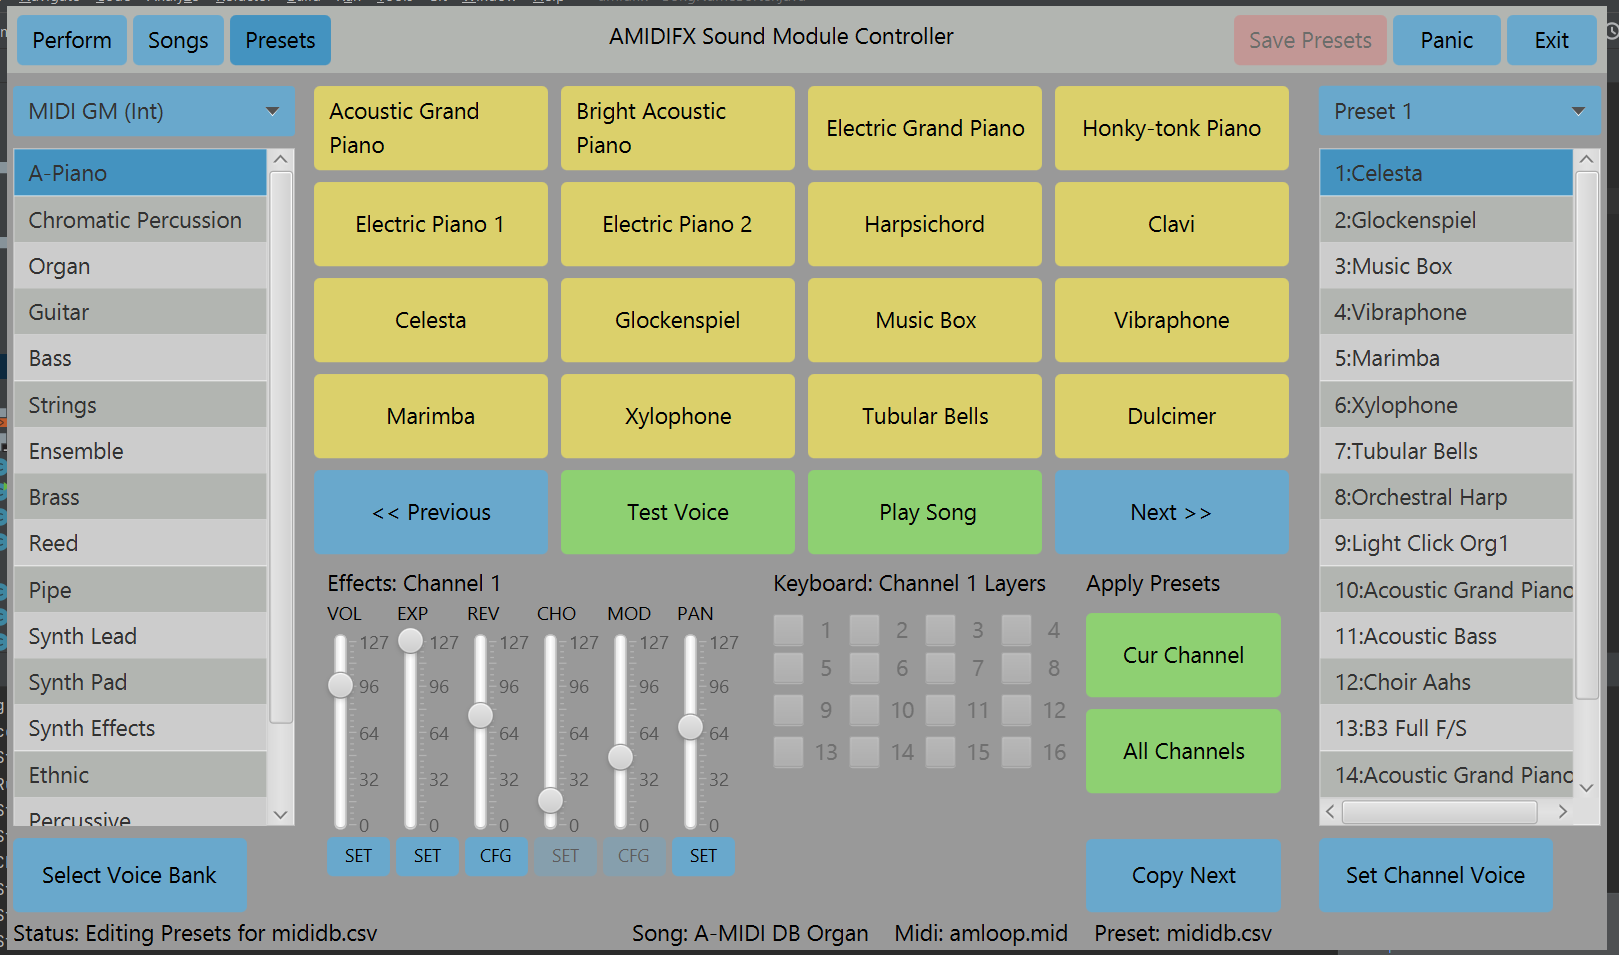 Perform
Songs
Presets
AMIDIFX Sound Module Controller
Save Presets
Panic
Exit
MIDI GM (Int)
A-Piano
Chromatic Percussion
Organ
Guitar
Bass
Strings
Ensemble
Brass
Reed
Pipe
Synth Lead
Synth Pad
Synth Effects
Ethnic
Percussive
Select Voice Bank
Acoustic Grand
Piano
Bright Acoustic
Piano
Electric Grand Piano
Honky-tonk Piano
Electric Piano 1
Electric Piano 2
Harpsichord
Clavi
Celesta
Glockenspiel
Music Box
Vibraphone
Marimba
Xylophone
Tubular Bells
Dulcimer
<< Previous
Test Voice
Play Song
Next >>
Effects: Channel 1
VOL EXP REV CHO MOD PAN
127 127 127 127 127 127
96 96 96 96 96 96
64 64 64 64 64 64
32 32 32 32 32 32
0 0 0 0 0 0
SET SET CFG SET CFG SET
Keyboard: Channel 1 Layers
1 2 3 4
5 6 7 8
9 10 11 12
13 14 15 16
Apply Presets
Cur Channel
All Channels
Copy Next
Preset 1
1:Celesta
2:Glockenspiel
3:Music Box
4:Vibraphone
5:Marimba
6:Xylophone
7:Tubular Bells
8:Orchestral Harp
9:Light Click Org1
10:Acoustic Grand Piano
11:Acoustic Bass
12:Choir Aahs
13:B3 Full F/S
14:Acoustic Grand Piano
Set Channel Voice
Status: Editing Presets for mididb.csv
Song: A-MIDI DB Organ
Midi: amloop.mid
Preset: mididb.csv